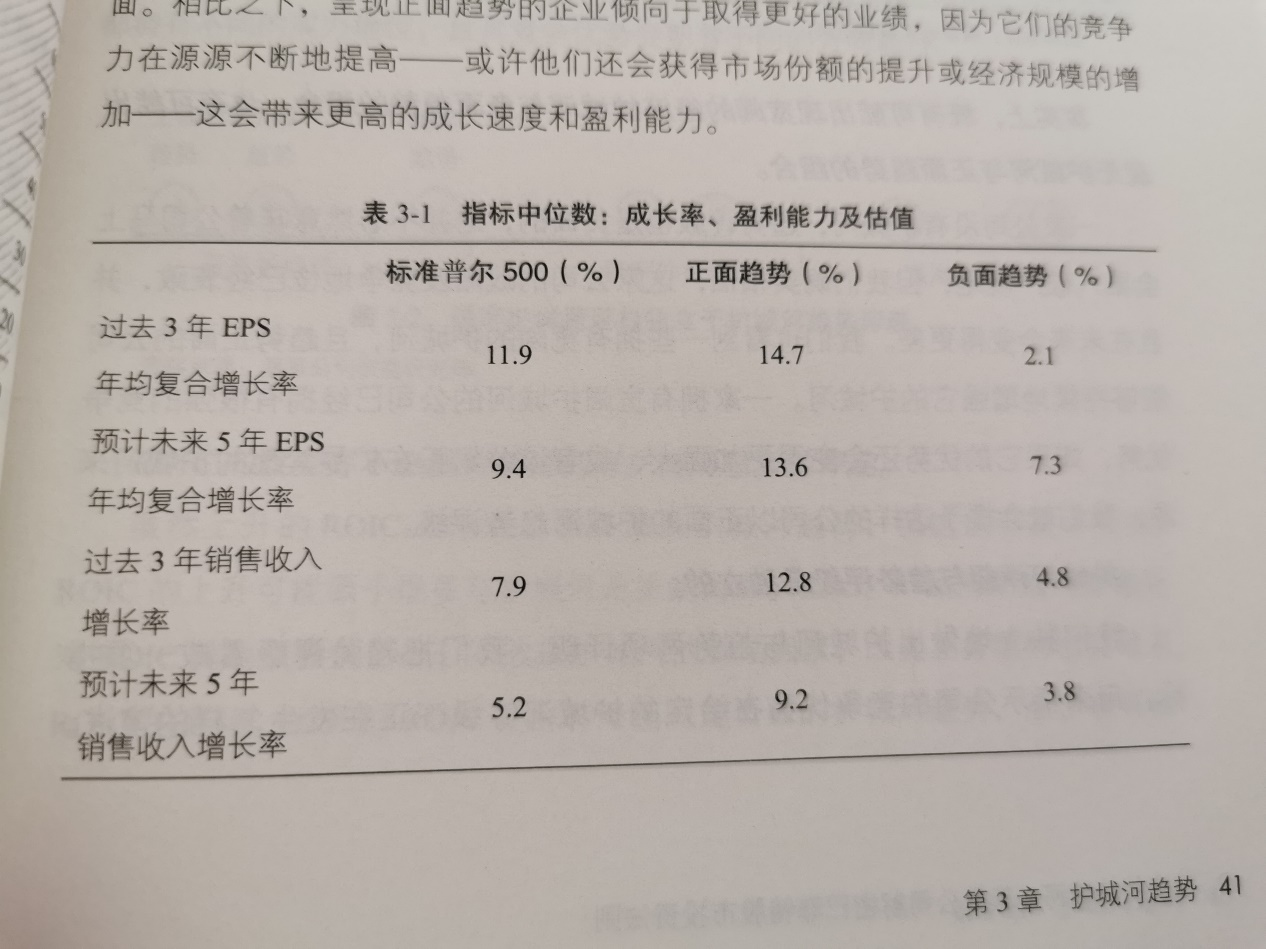 面。相比之下，呈现正面趋势的企业倾向于取得更好的业绩，因为它们的竞争
力在源源不断地提高——或许他们还会获得市场份额的提升或经济规模的增
加——这会带来更高的成长速度和盈利能力。
表 3-1 指标中位数：成长率、盈利能力及估值
标准普尔 500（%） 正面趋势（%） 负面趋势（%）
过去 3 年 EPS
年均复合增长率 11.9 14.7 2.1
预计未来 5 年 EPS
年均复合增长率 9.4 13.6 7.3
过去 3 年销售收入
增长率 7.9 12.8 4.8
预计未来 5 年
销售收入增长率 5.2 9.2 3.8
第 3 章 护城河趋势 41